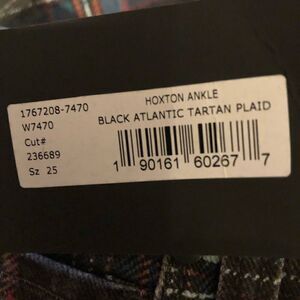 1767208-7470
W7470
Cut#
236689
Sz 25
HOXTON ANKLE
BLACK ATLANTIC TARTAN PLAID
1 90161 60267 7